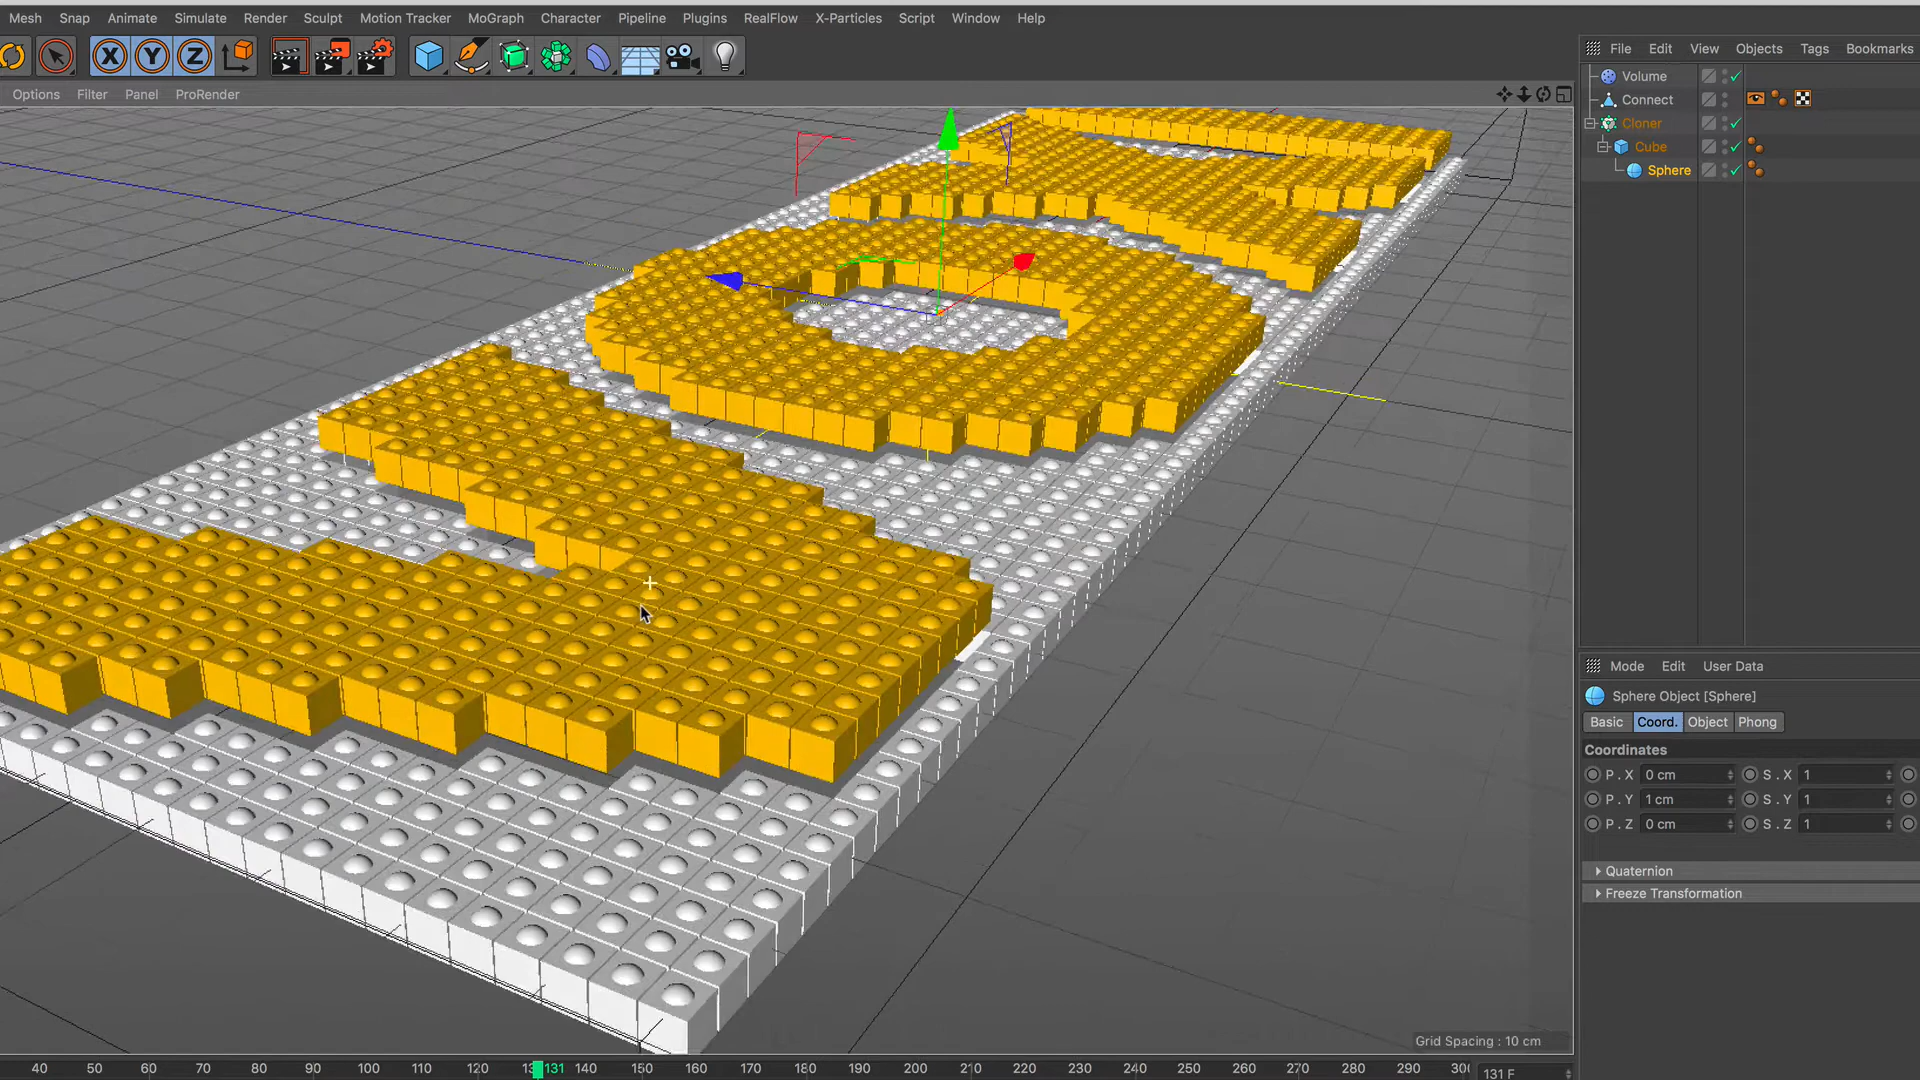 Mesh Snap Animate Simulate Render Sculpt Motion Tracker MoGraph Character Pipeline Plugins RealFlow X-Particles Script Window Help
X Y Z
File Edit View Objects Tags Bookmarks
Options Filter Panel ProRender
Volume
Connect
Cloner
Cube
Sphere
Mode Edit User Data
Sphere Object [Sphere]
Basic Coord. Object Phong
Coordinates
P . X 0 cm S . X 1
P . Y 1 cm S . Y 1
P . Z 0 cm S . Z 1
Quaternion
Freeze Transformation
Grid Spacing : 10 cm
40 50 60 70 80 90 100 110 120 131 140 150 160 170 180 190 200 210 220 230 240 250 260 270 280 290 131 F